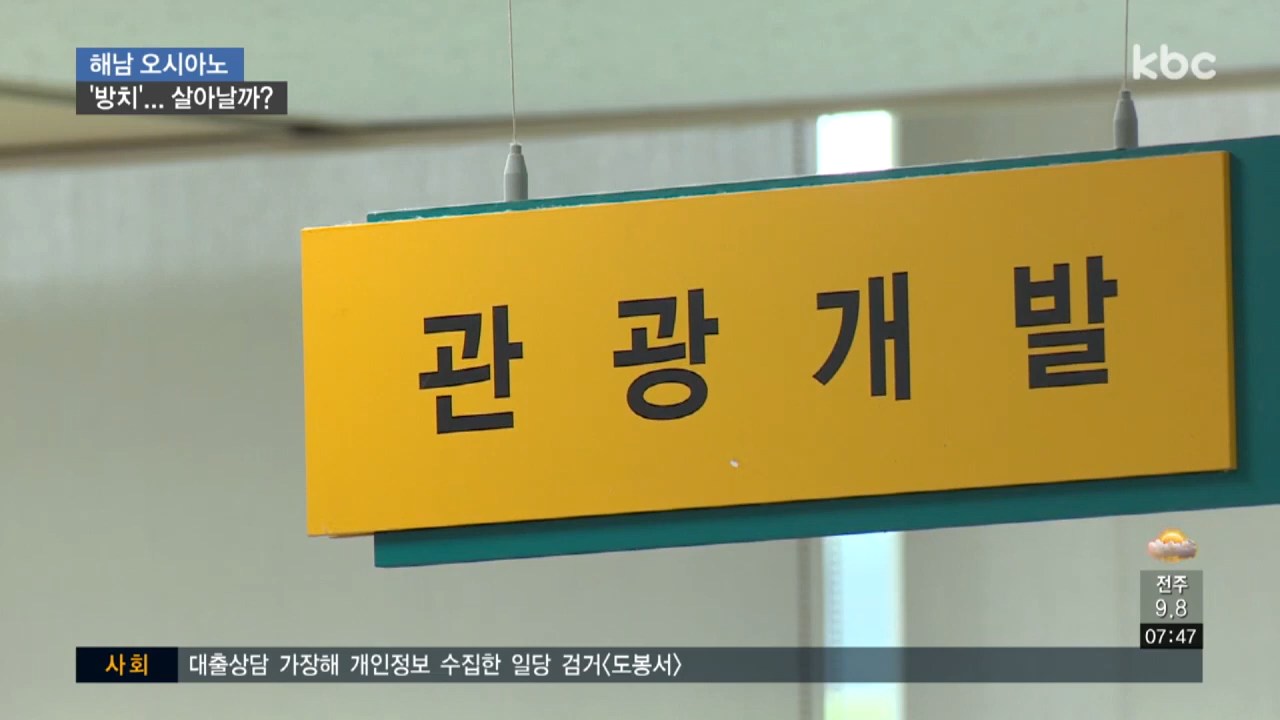 해남 오시아노
'방치'... 살아날까?
kbc
관광개발
전주
9.8
07:47
사회 대출상담 가장해 개인정보 수집한 일당 검거<도봉서>